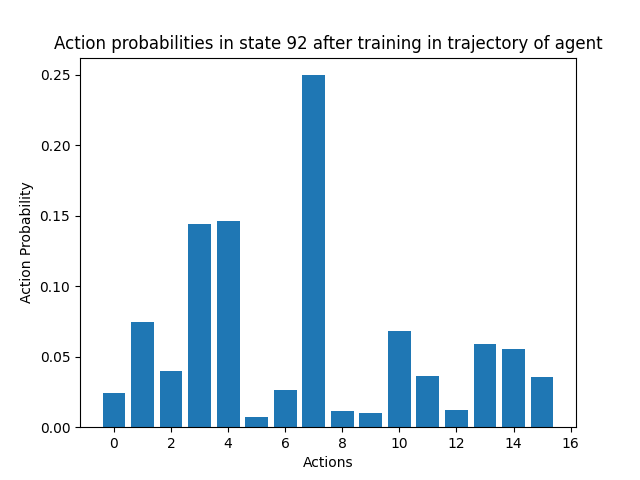 Action probabilities in state 92 after training in trajectory of agent
0.25
0.20
0.15
0.10
0.05
0.00
Action Probability
0 2 4 6 8 10 12 14 16
Actions